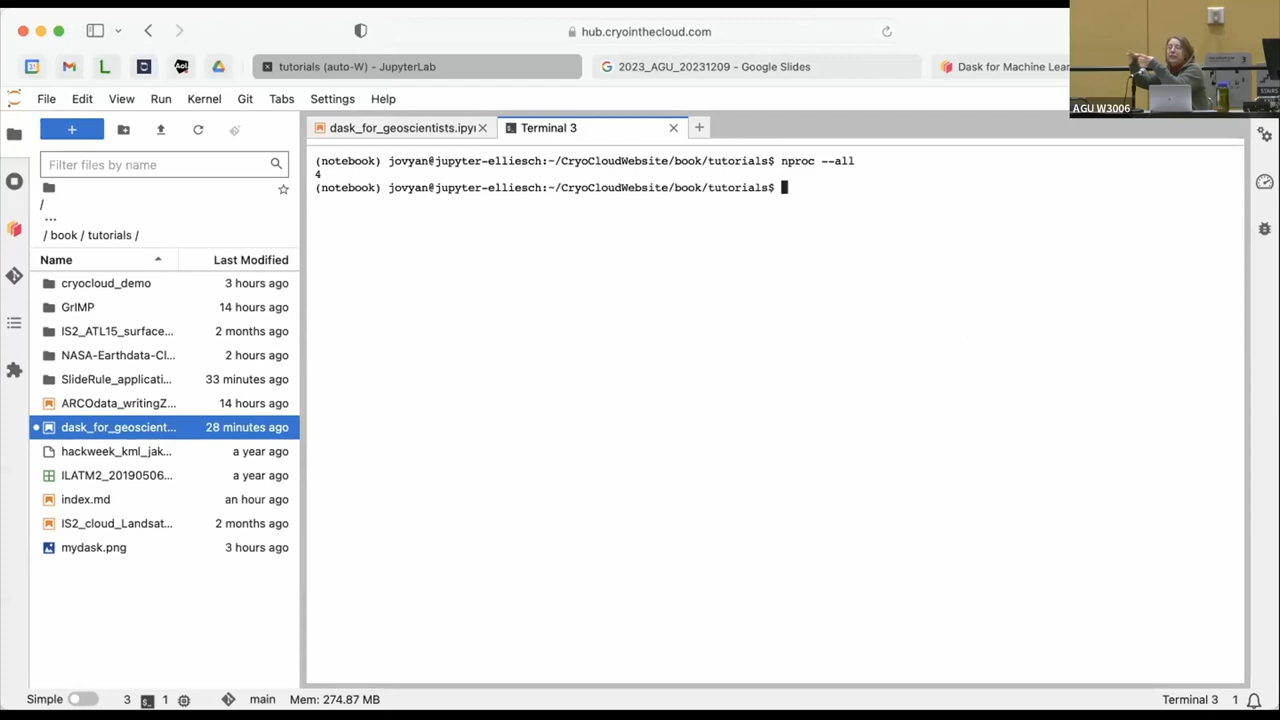 hub.cryointhecloud.com
tutorials (auto-W) - JupyterLab
2023_AGU_20231209 - Google Slides
Dask for Machine Lear
AGU W3006
File Edit View Run Kernel Git Tabs Settings Help
dask_for_geoscientists.ipyı
Terminal 3
Filter files by name
/
...
/ book / tutorials /
Name Last Modified
cryocloud_demo 3 hours ago
GrIMP 14 hours ago
IS2_ATL15_surface... 2 months ago
NASA-Earthdata-Cl... 2 hours ago
SlideRule_applicati... 33 minutes ago
ARCOdata_writingZ... 14 hours ago
dask_for_geoscient... 28 minutes ago
hackweek_kml_jak... a year ago
ILATM2_20190506... a year ago
index.md an hour ago
IS2_cloud_Landsat... 2 months ago
mydask.png 3 hours ago
(notebook) jovyan@jupyter-elliesch:~/CryoCloudWebsite/book/tutorials$ nproc --all
4
(notebook) jovyan@jupyter-elliesch:~/CryoCloudWebsite/book/tutorials$
Simple 3 1 main Mem: 274.87 MB Terminal 3 1